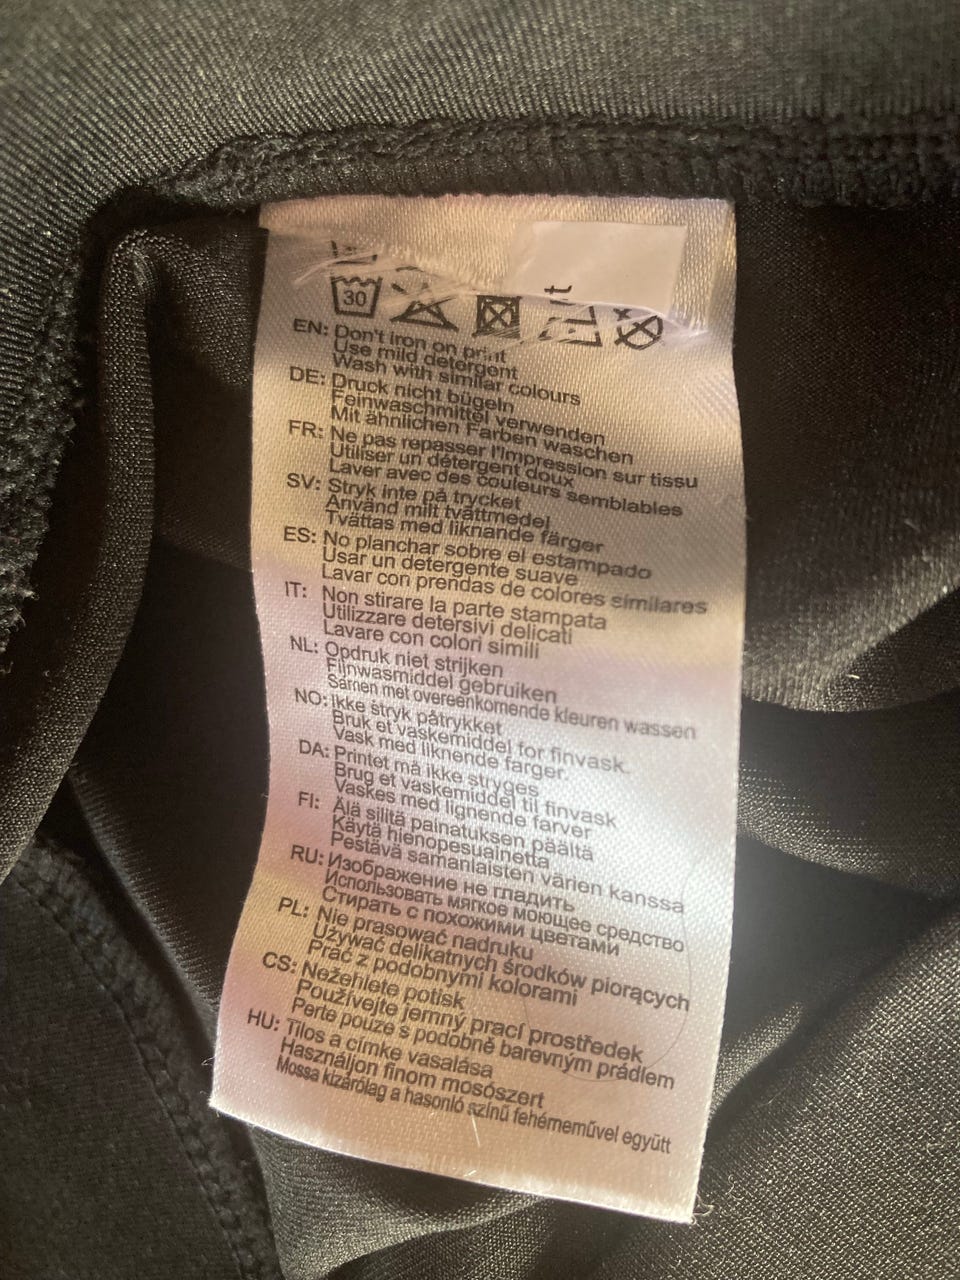 30
EN: Don't iron on print
Use mild detergent
Wash with similar colours
DE: Druck nicht bügeln
Feinwaschmittel verwenden
Mit ähnlichen Farben waschen
FR: Ne pas repasser l'impression sur tissu
Utiliser un détergent doux
Laver avec des couleurs semblables
SV: Stryk inte på trycket
Använd milt tvättmedel
Tvättas med liknande färger
ES: No planchar sobre el estampado
Usar un detergente suave
Lavar con prendas de colores similares
IT: Non stirare la parte stampata
Utilizzare detersivi delicati
Lavare con colori simili
NL: Opdruk niet strijken
Fijnwasmiddel gebruiken
Samen met overeenkomende kleuren wassen
NO: Ikke stryk påtrykket
Bruk et vaskemiddel for finvask.
Vask med liknende farger.
DA: Printet må ikke stryges
Brug et vaskemiddel til finvask
Vaskes med lignende farver
FI: Älä silitä painatuksen päältä
Käytä hienopesuainetta
Pestävä samanlaisten värien kanssa
RU: Изображение не гладить
Использовать мягкое моющее средство
Стирать с похожими цветами
PL: Nie prasować nadruku
Używać delikatnych środków piorących
Prać z podobnymi kolorami
CS: Nežehlete potisk
Používejte jemný prací prostředek
Perte pouze s podobně barevným prádlem
HU: Tilos a címke vasalása
Használjon finom mosószert
Mossa kizárólag a hasonló színű fehérneművel együtt